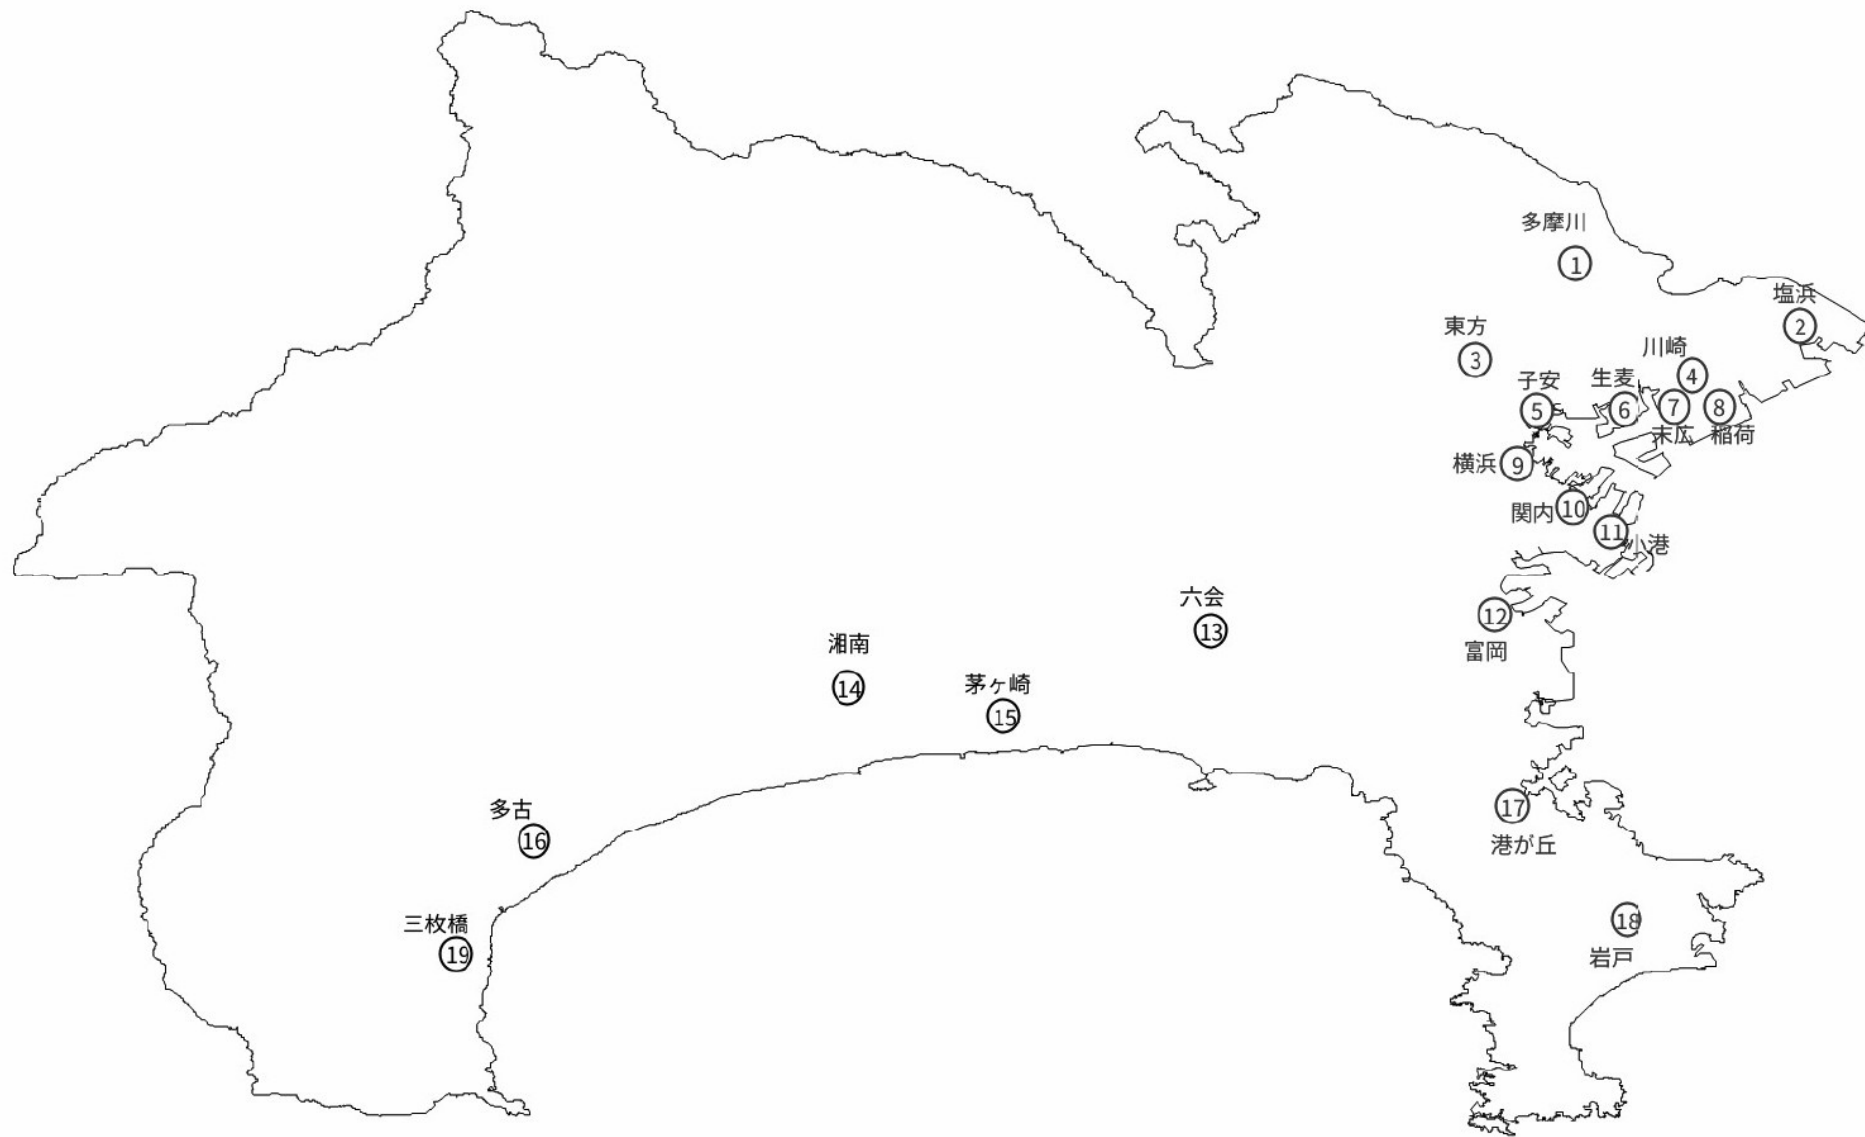 多摩川
①
塩浜
②
東方
③
川崎
④
子安
⑤
生麦
⑥
⑦
末広
⑧
稲荷
横浜
⑨
関内
⑩
⑪
小港
⑫
富岡
六会
⑬
湘南
⑭
茅ヶ崎
⑮
多古
⑯
⑰
港が丘
⑱
岩戸
三枚橋
⑲